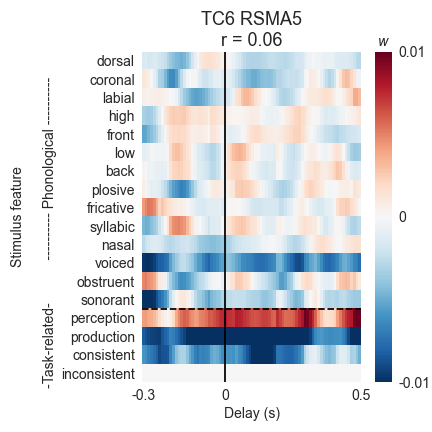 TC6 RSMA5
r = 0.06
w
0.01
0
-0.01
Stimulus feature
---------- Phonological ----------
-Task-related-
dorsal
coronal
labial
high
front
low
back
plosive
fricative
syllabic
nasal
voiced
obstruent
sonorant
perception
production
consistent
inconsistent
-0.3
0
0.5
Delay (s)